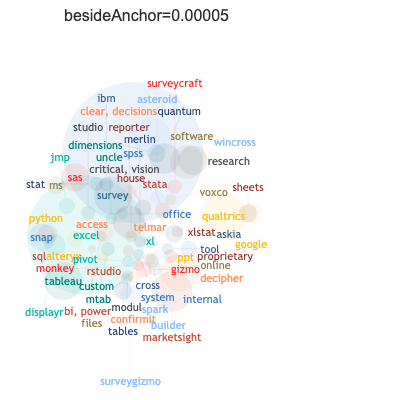 besideAnchor=0.00005
surveycraft
ibm
asteroid
clear, decisions
quantum
studio
reporter
software
merlin
wincross
dimensions
spss
jmp
uncle
research
critical, vision
sas
house
stata
stat
ms
survey
voxco
sheets
python
office
qualtrics
access
telmar
xlstat
askia
snap
excel
xl
google
tool
sql
alteryx
pivot
ppt
proprietary
monkey
rstudio
gizmo
online
tableau
decipher
custom
cross
mtab
system
internal
displayr
bi, power
modul
spark
files
confirmit
builder
tables
marketsight
surveygizmo